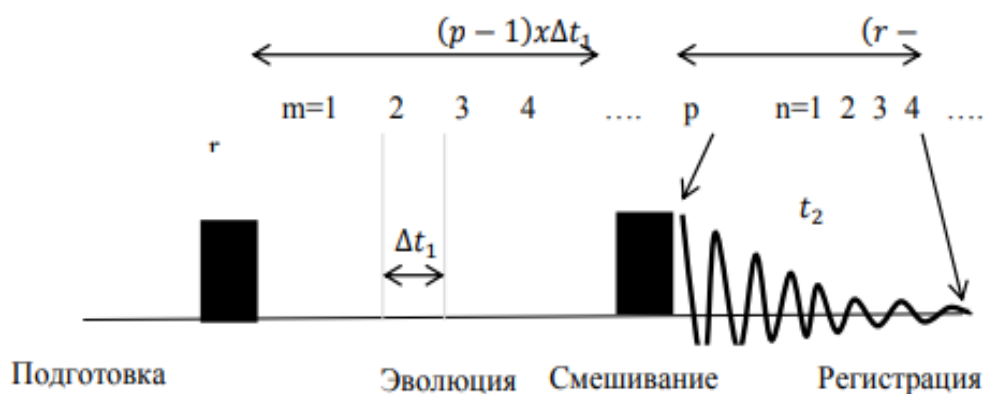 (p − 1)xΔt₁ (r −
m=1 2 3 4 .... p n=1 2 3 4 ....
r
t₂
Δt₁
Подготовка Эволюция Смешивание Регистрация